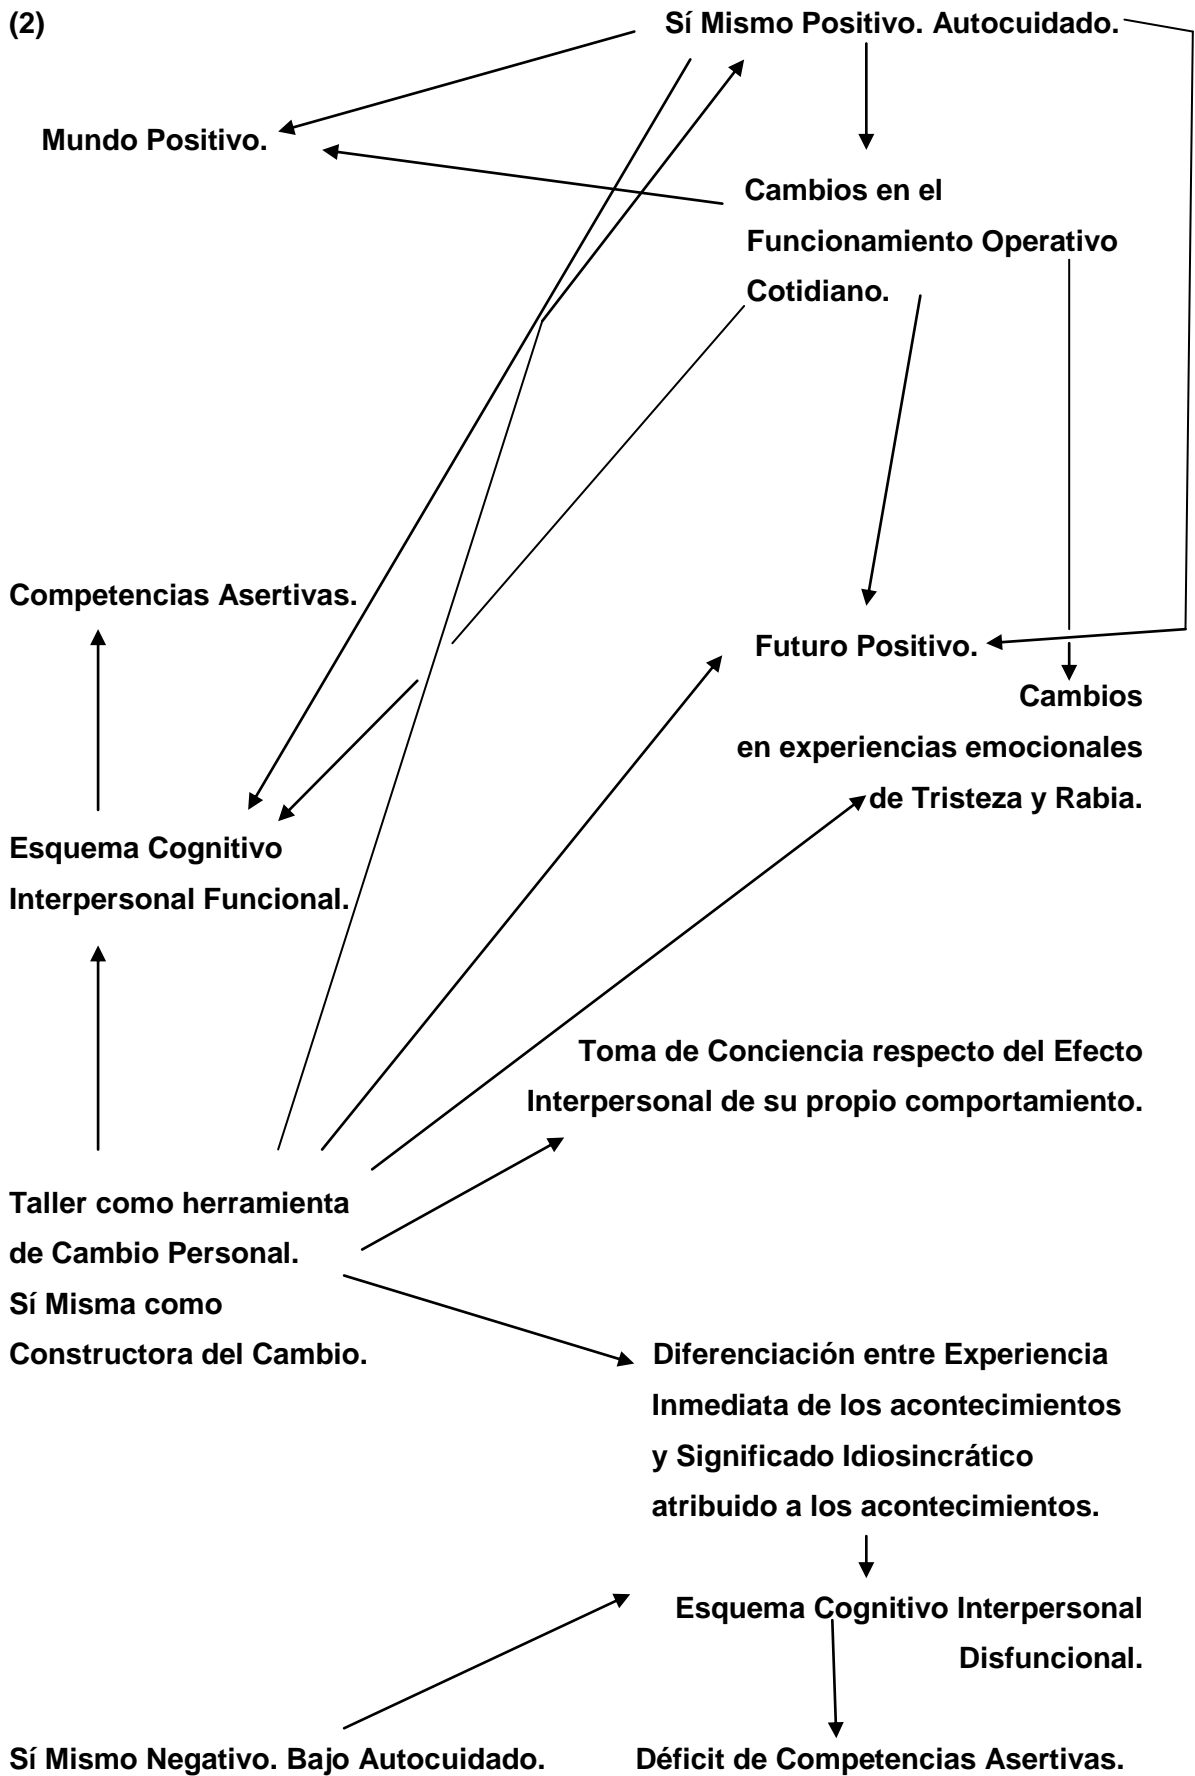 (2)
Sí Mismo Positivo. Autocuidado.
Mundo Positivo.
Cambios en el
Funcionamiento Operativo
Cotidiano.
Competencias Asertivas.
Futuro Positivo.
Cambios
en experiencias emocionales
de Tristeza y Rabia.
Esquema Cognitivo
Interpersonal Funcional.
Toma de Conciencia respecto del Efecto
Interpersonal de su propio comportamiento.
Taller como herramienta
de Cambio Personal.
Sí Misma como
Constructora del Cambio.
Diferenciación entre Experiencia
Inmediata de los acontecimientos
y Significado Idiosincrático
atribuido a los acontecimientos.
Esquema Cognitivo Interpersonal
Disfuncional.
Sí Mismo Negativo. Bajo Autocuidado.
Déficit de Competencias Asertivas.